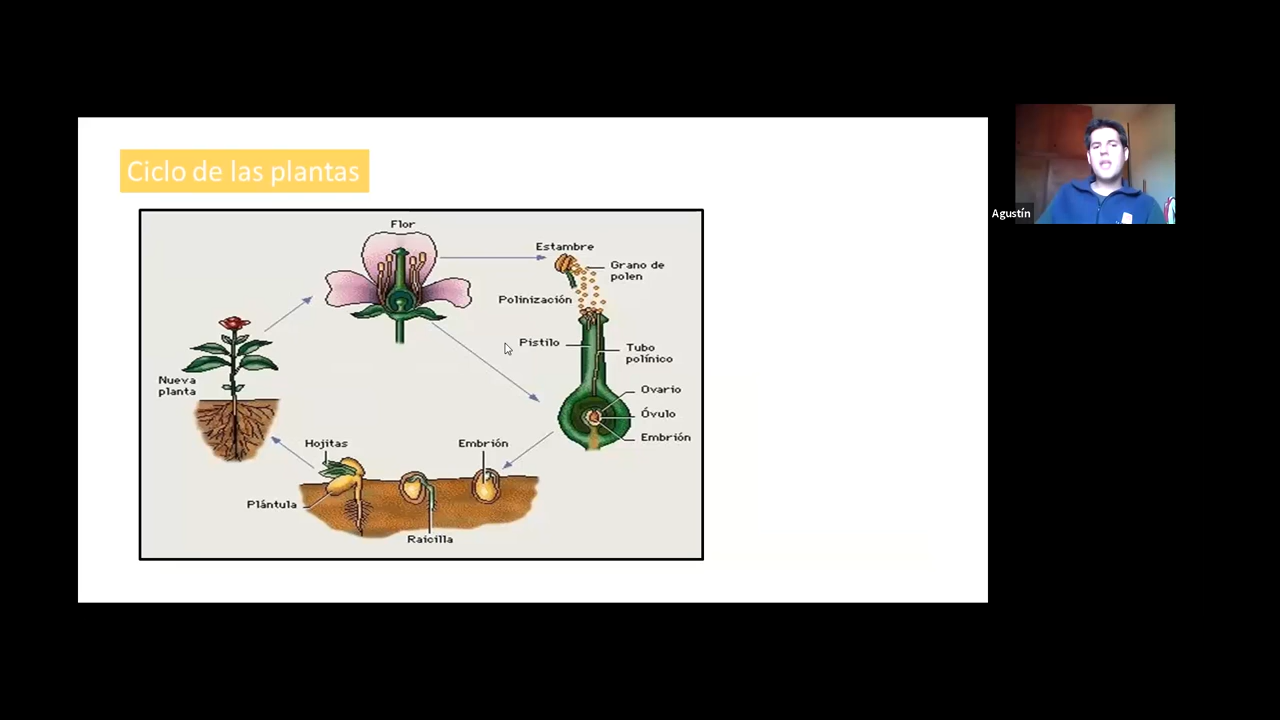 Ciclo de las plantas
Flor
Estambre
Grano de
polen
Polinización
Pistilo
Tubo
polínico
Ovario
Óvulo
Embrión
Nueva
planta
Hojitas
Embrión
Plántula
Raicilla
Agustín